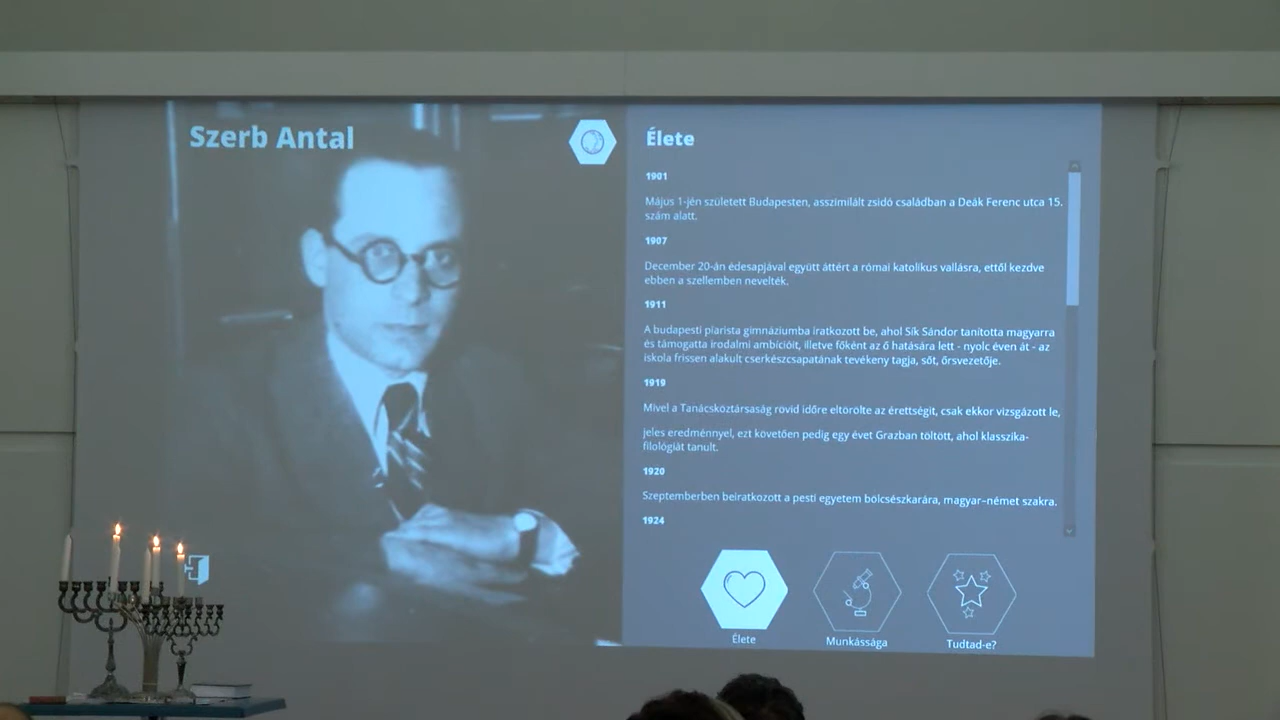 Szerb Antal
Élete
1901
Május 1-jén született Budapesten, asszimilált zsidó családban a Deák Ferenc utca 15.
szám alatt.
1907
December 20-án édesapjával együtt áttért a római katolikus vallásra, ettől kezdve
ebben a szellemben nevelték.
1911
A budapesti piarista gimnáziumba iratkozott be, ahol Sík Sándor tanította magyarra
és támogatta irodalmi ambícióit, illetve főként az ő hatására lett - nyolc éven át - az
iskola frissen alakult cserkészcsapatának tevékeny tagja, sőt, őrsvezetője.
1919
Mivel a Tanácsköztársaság rövid időre eltörölte az érettségit, csak ekkor vizsgázott le,
jeles eredménnyel, ezt követően pedig egy évet Grazban töltött, ahol klasszika-
filológiát tanult.
1920
Szeptemberben beiratkozott a pesti egyetem bölcsészkarára, magyar–német szakra.
1924
Élete
Munkássága
Tudtad-e?